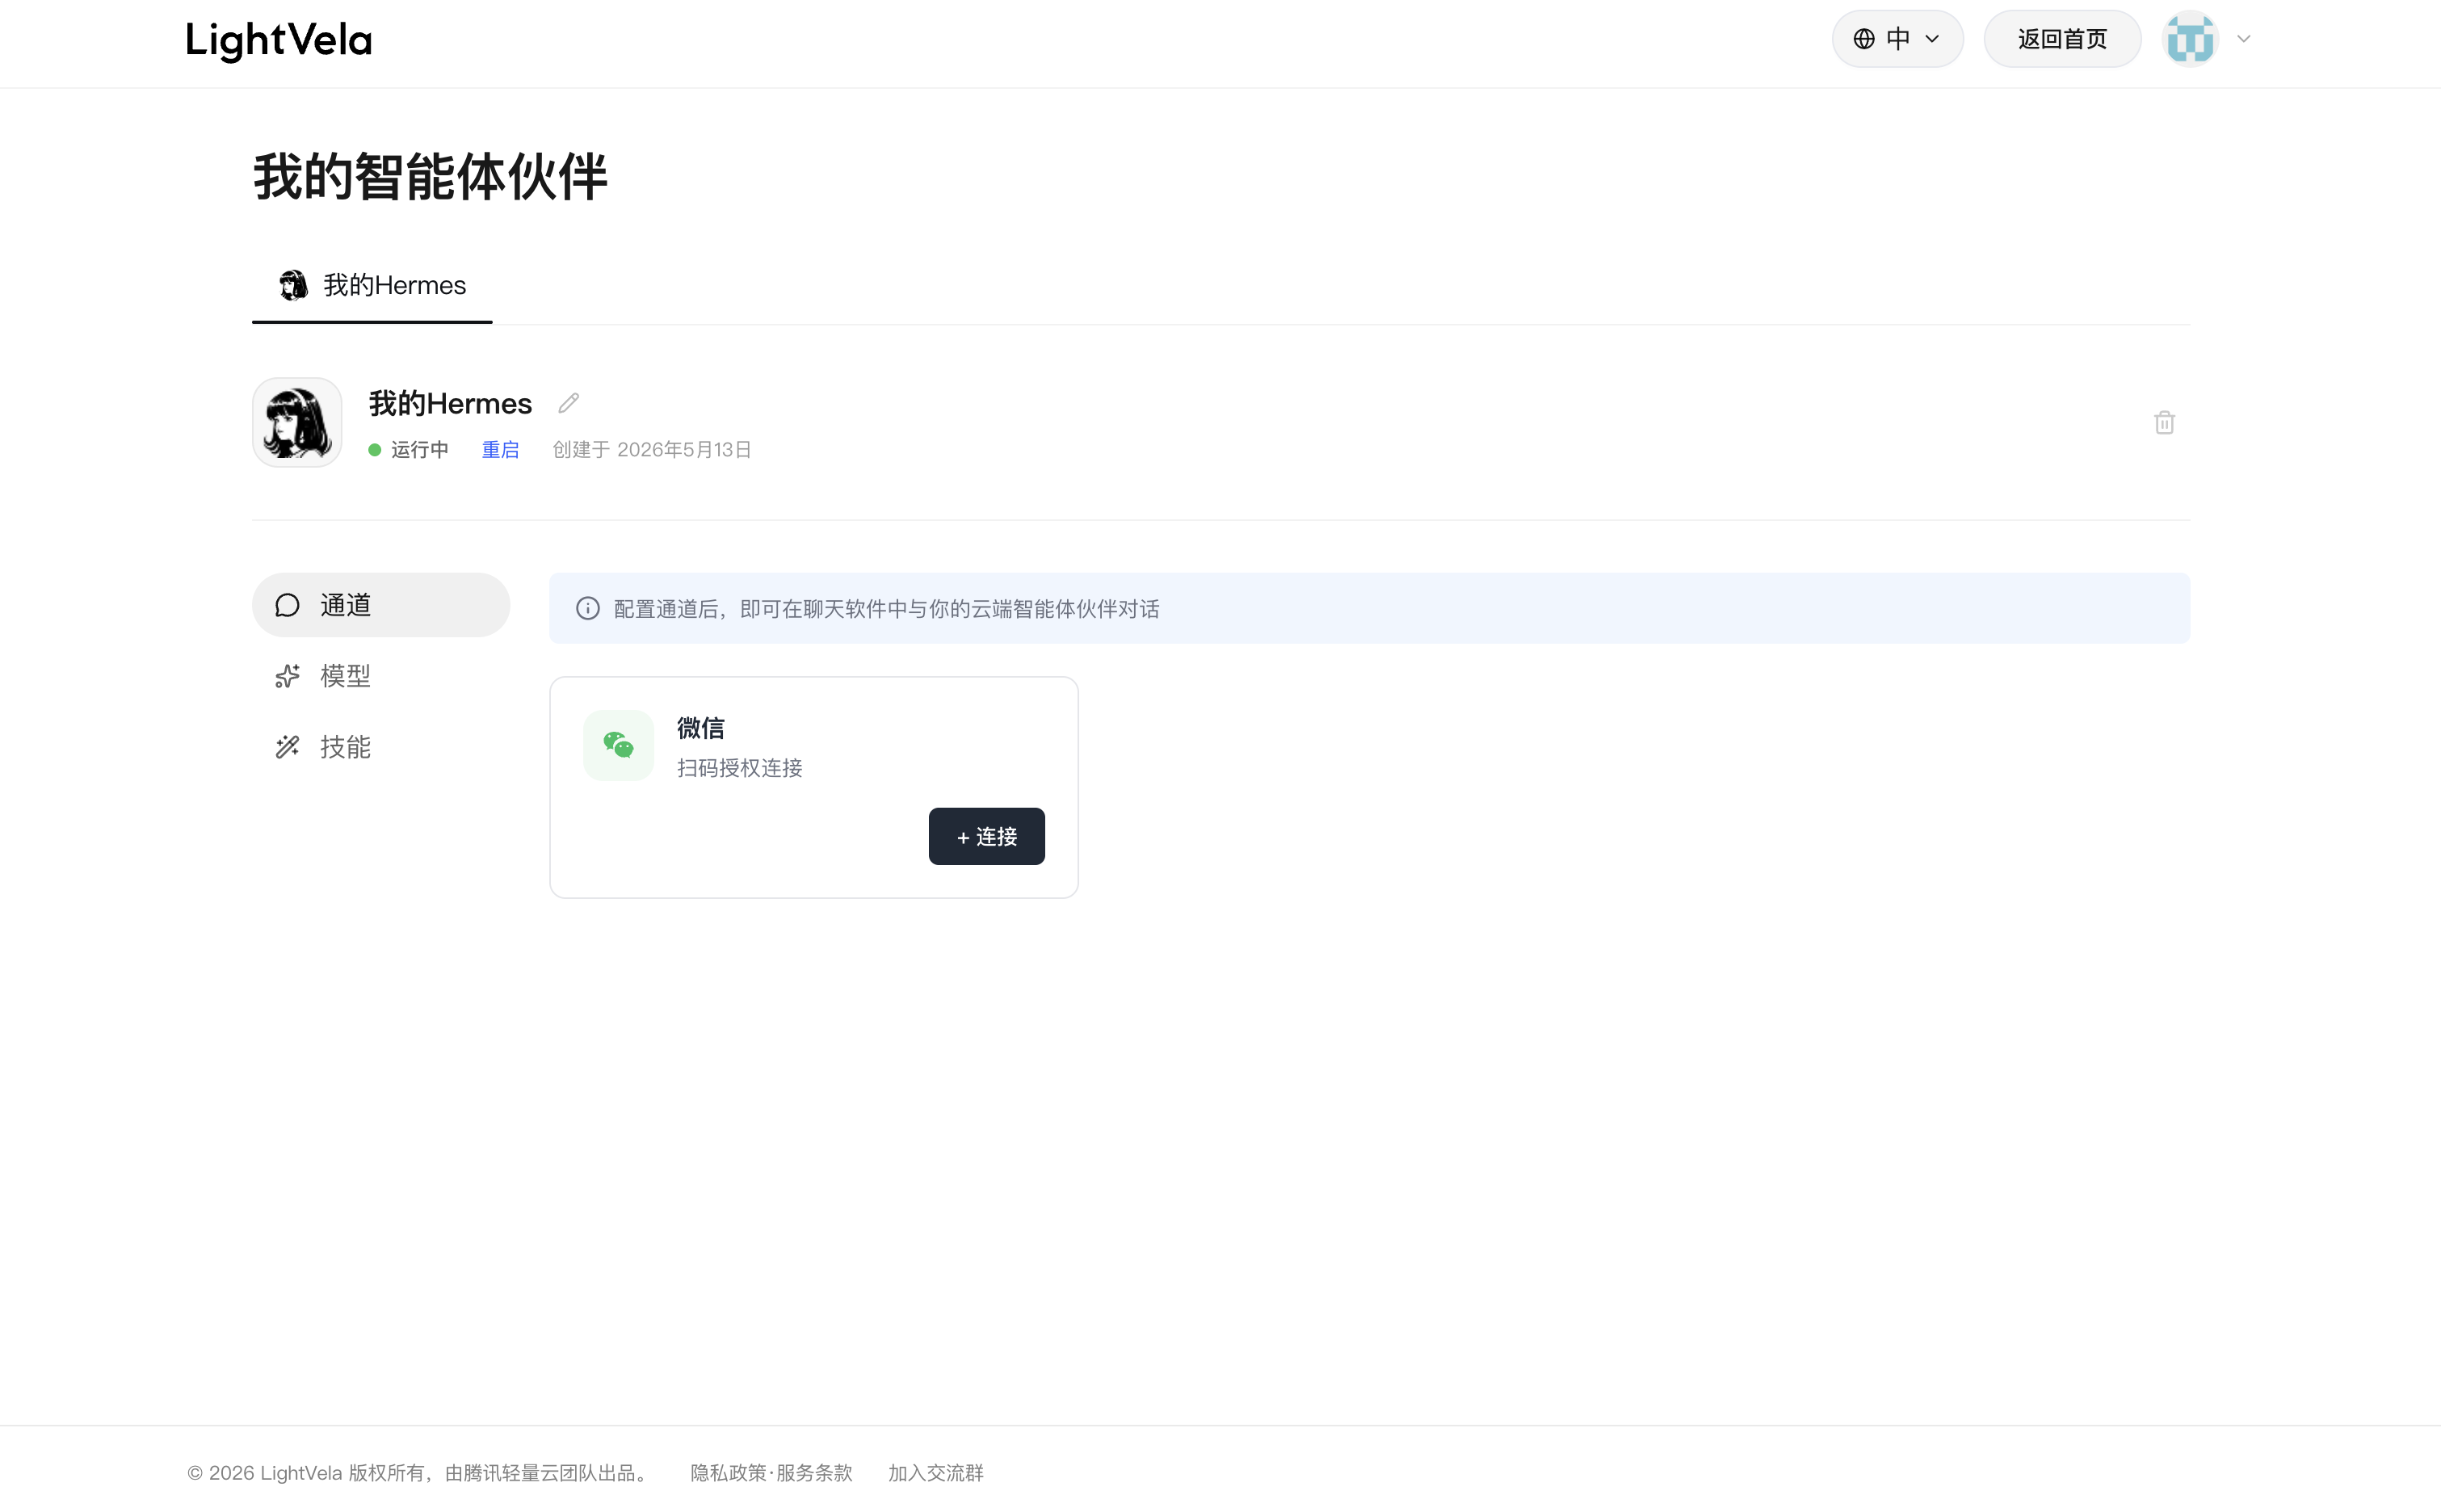 LightVela
中
返回首页
我的智能体伙伴
我的Hermes
我的Hermes
运行中 重启 创建于 2026年5月13日
通道
模型
技能
配置通道后，即可在聊天软件中与你的云端智能体伙伴对话
微信
扫码授权连接
+ 连接
© 2026 LightVela 版权所有，由腾讯轻量云团队出品。 隐私政策·服务条款 加入交流群